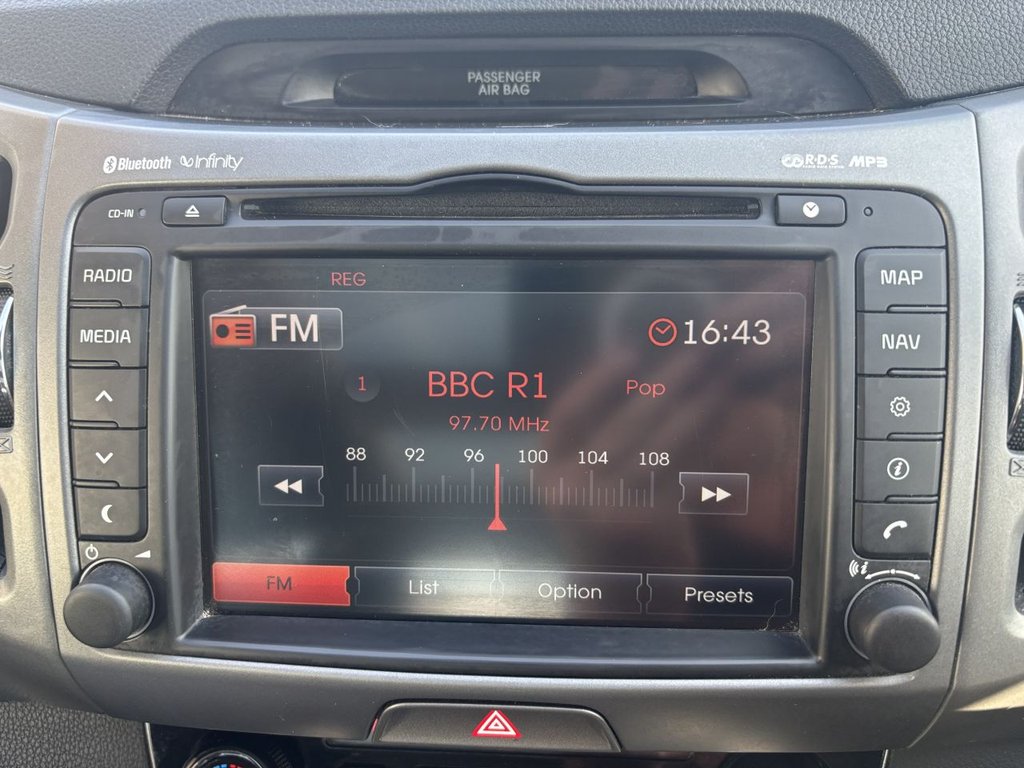 PASSENGER
AIR BAG
Bluetooth Infinity
R·D·S MP3
CD-IN
RADIO
MEDIA
MAP
NAV
REG
FM
16:43
1 BBC R1 Pop
97.70 MHz
88 92 96 100 104 108
FM List Option Presets